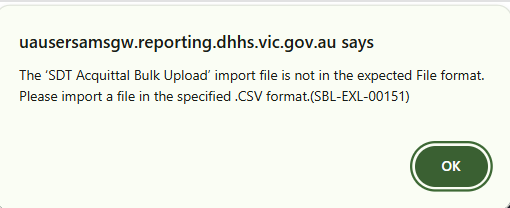 uausersamsgw.reporting.dhhs.vic.gov.au says
The ‘SDT Acquittal Bulk Upload’ import file is not in the expected File format.
Please import a file in the specified .CSV format.(SBL-EXL-00151)
OK